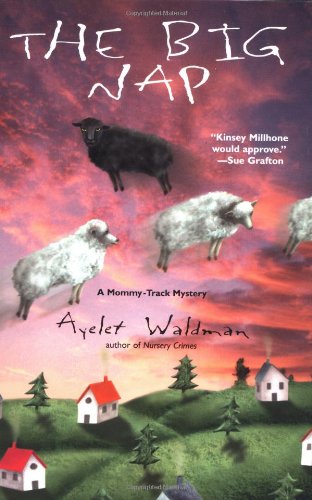 THE BIG
NAP
"Kinsey Millhone
would approve."
—Sue Grafton
A Mommy-Track Mystery
Ayelet Waldman
author of Nursery Crimes